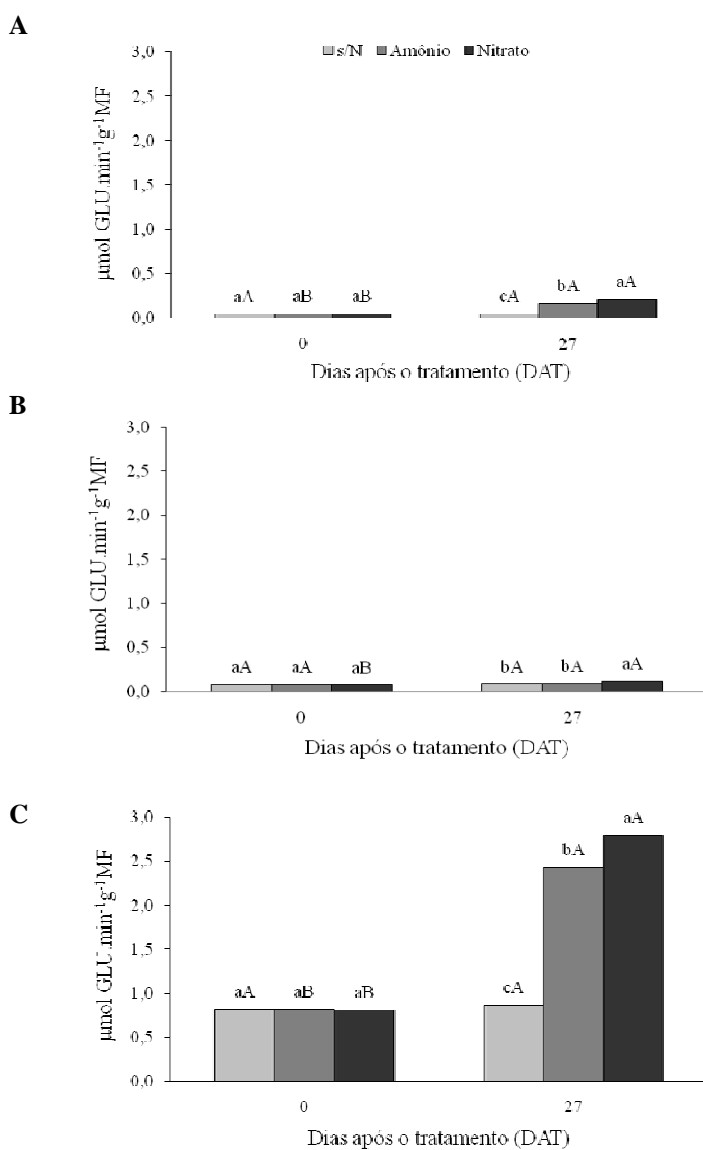 A
s/N Amônio Nitrato
3,0
2,5
2,0
1,5
1,0
0,5
0,0
µmol GLU.min⁻¹g⁻¹MF
aA aB aB cA bA aA
0 27
Dias após o tratamento (DAT)
B
3,0
2,5
2,0
1,5
1,0
0,5
0,0
µmol GLU.min⁻¹g⁻¹MF
aA aA aB bA bA aA
0 27
Dias após o tratamento (DAT)
C
3,0
2,5
2,0
1,5
1,0
0,5
0,0
µmol GLU.min⁻¹g⁻¹MF
aA aB aB cA bA aA
0 27
Dias após o tratamento (DAT)